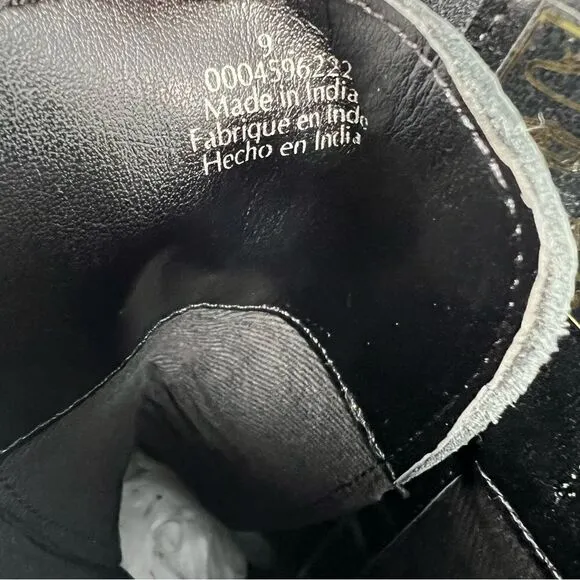 9
0004596222
Made in India
Fabrique en Inde
Hecho en India